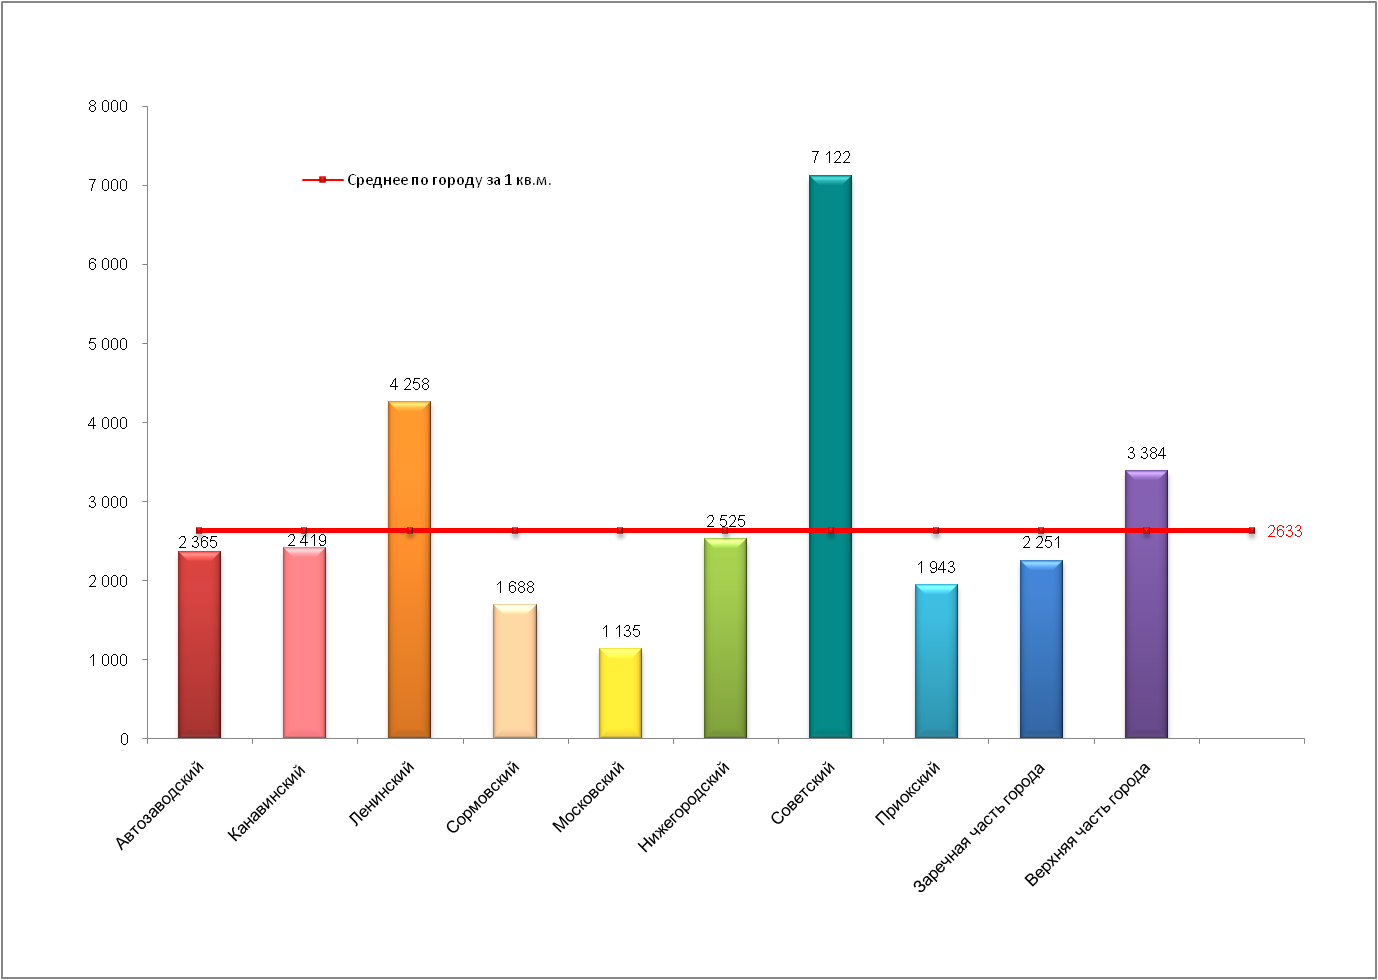 8 000
7 000
6 000
5 000
4 000
3 000
2 000
1 000
0
Среднее по городу за 1 кв.м.
2 365
2 419
4 258
1 688
1 135
2 525
7 122
1 943
2 251
3 384
2633
Автозаводский
Канавинский
Ленинский
Сормовский
Московский
Нижегородский
Советский
Приокский
Заречная часть города
Верхняя часть города